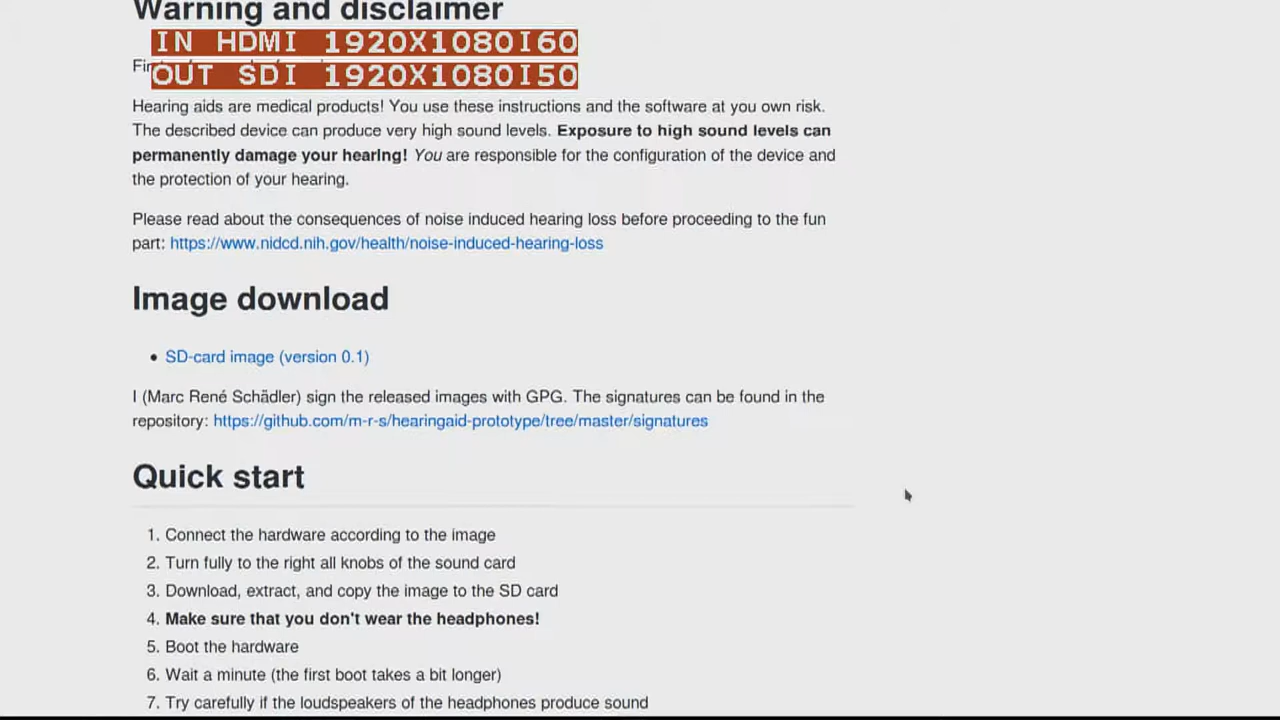 Warning and disclaimer
IN HDMI 1920X1080I60
OUT SDI 1920X1080I50
Hearing aids are medical products! You use these instructions and the software at you own risk.
The described device can produce very high sound levels. Exposure to high sound levels can
permanently damage your hearing! You are responsible for the configuration of the device and
the protection of your hearing.
Please read about the consequences of noise induced hearing loss before proceeding to the fun
part: https://www.nidcd.nih.gov/health/noise-induced-hearing-loss
Image download
• SD-card image (version 0.1)
I (Marc René Schädler) sign the released images with GPG. The signatures can be found in the
repository: https://github.com/m-r-s/hearingaid-prototype/tree/master/signatures
Quick start
1. Connect the hardware according to the image
2. Turn fully to the right all knobs of the sound card
3. Download, extract, and copy the image to the SD card
4. Make sure that you don't wear the headphones!
5. Boot the hardware
6. Wait a minute (the first boot takes a bit longer)
7. Try carefully if the loudspeakers of the headphones produce sound